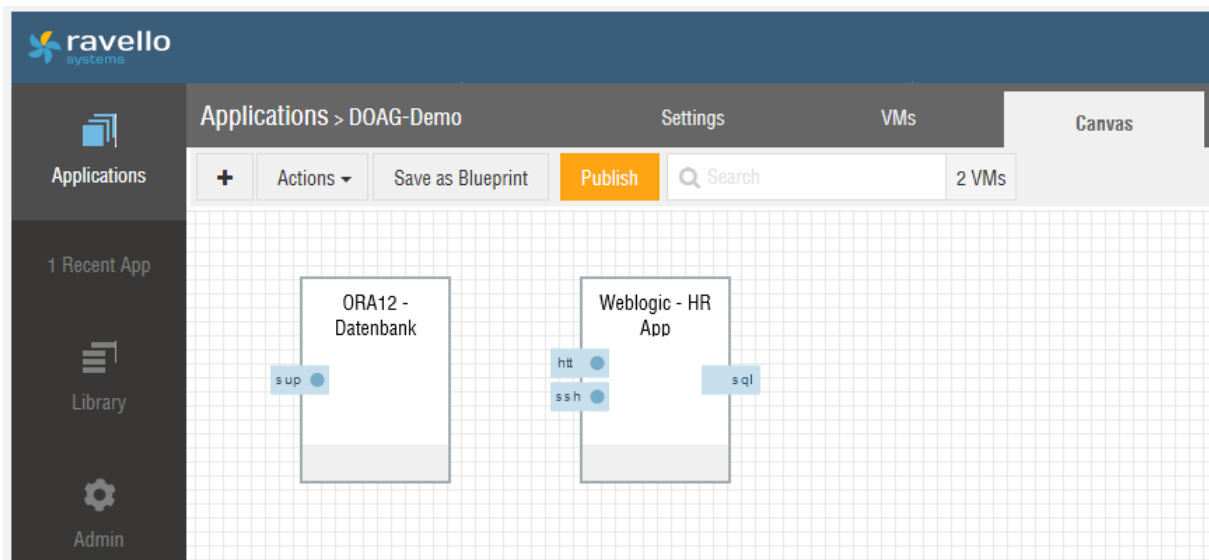 ravello
systems
Applications > DOAG-Demo
Settings
VMs
Canvas
Applications
+
Actions
Save as Blueprint
Publish
Search
2 VMs
1 Recent App
ORA12 -
Datenbank
sup
Weblogic - HR
App
htt
ssh
sql
Library
Admin